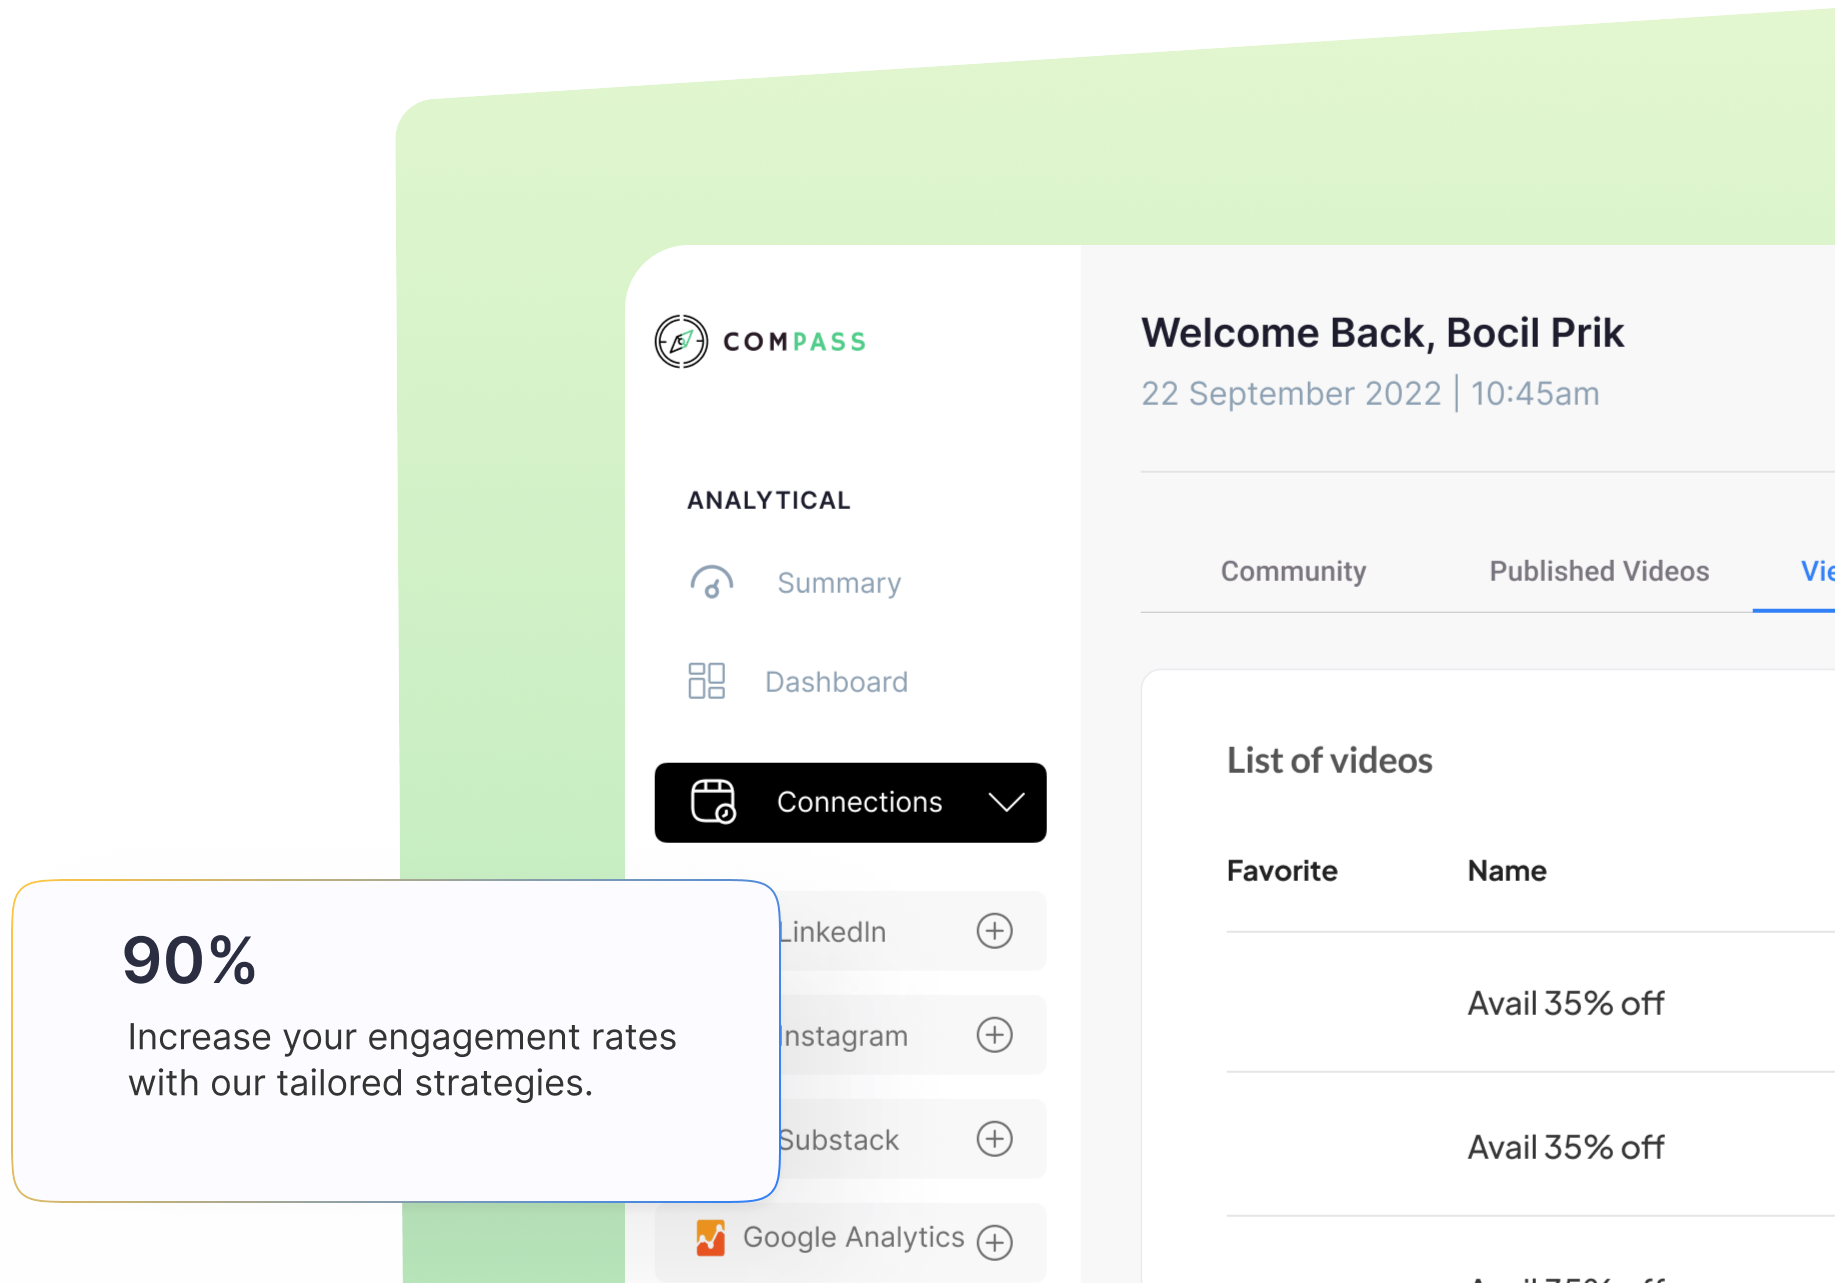 COMPASS
Welcome Back, Bocil Prik
22 September 2022 | 10:45am
ANALYTICAL
Summary
Dashboard
Connections
LinkedIn
Instagram
Substack
Google Analytics
Community
Published Videos
List of videos
Favorite
Name
Avail 35% off
Avail 35% off
90%
Increase your engagement rates
with our tailored strategies.